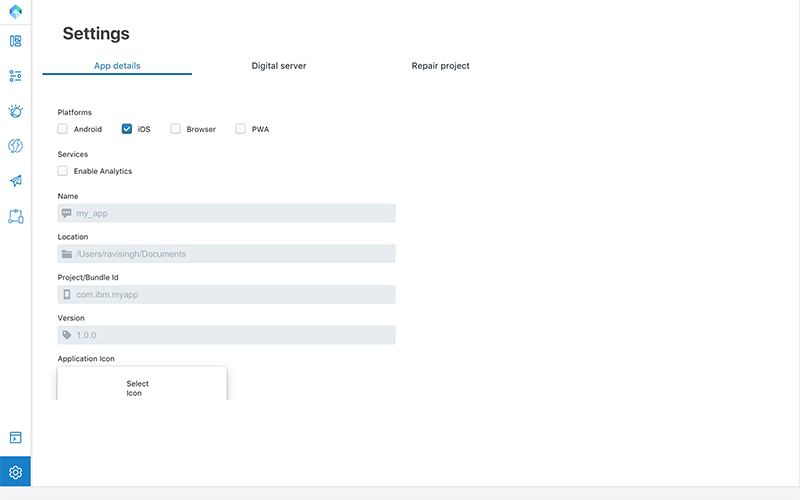 Settings
App details Digital server Repair project
Platforms
Android iOS Browser PWA
Services
Enable Analytics
Name
my_app
Location
/Users/ravisingh/Documents
Project/Bundle Id
com.ibm.myapp
Version
1.0.0
Application Icon
Select
Icon